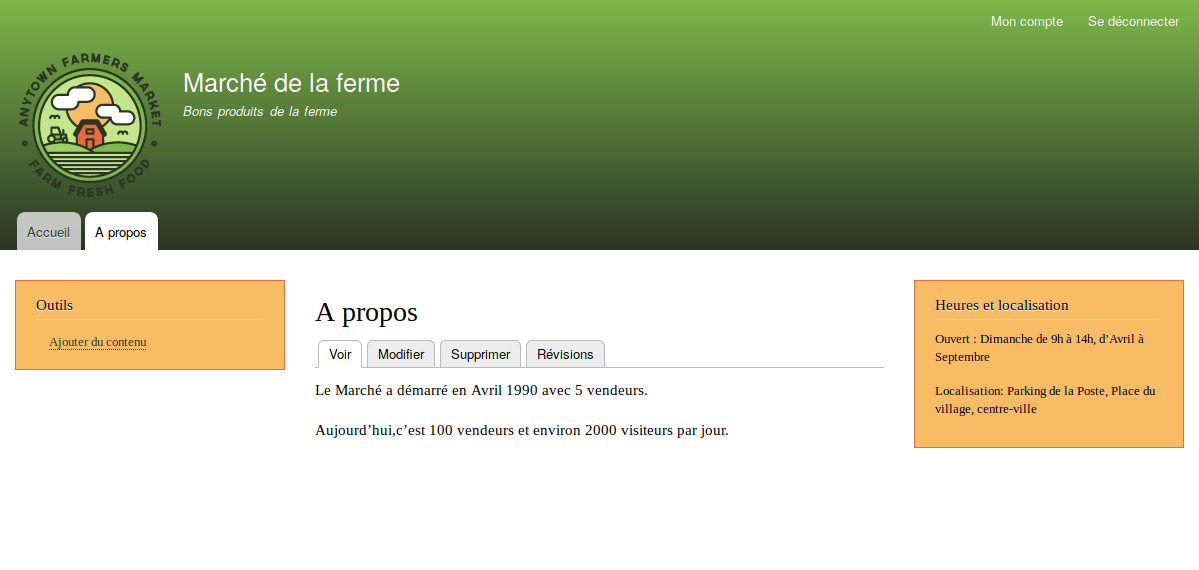 Mon compte
Se déconnecter
ANYTOWN FARMERS MARKET
FARM FRESH FOOD
Marché de la ferme
Bons produits de la ferme
Accueil
A propos
Outils
Ajouter du contenu
A propos
Voir
Modifier
Supprimer
Révisions
Le Marché a démarré en Avril 1990 avec 5 vendeurs.
Aujourd’hui,c’est 100 vendeurs et environ 2000 visiteurs par jour.
Heures et localisation
Ouvert : Dimanche de 9h à 14h, d’Avril à
Septembre
Localisation: Parking de la Poste, Place du
village, centre-ville